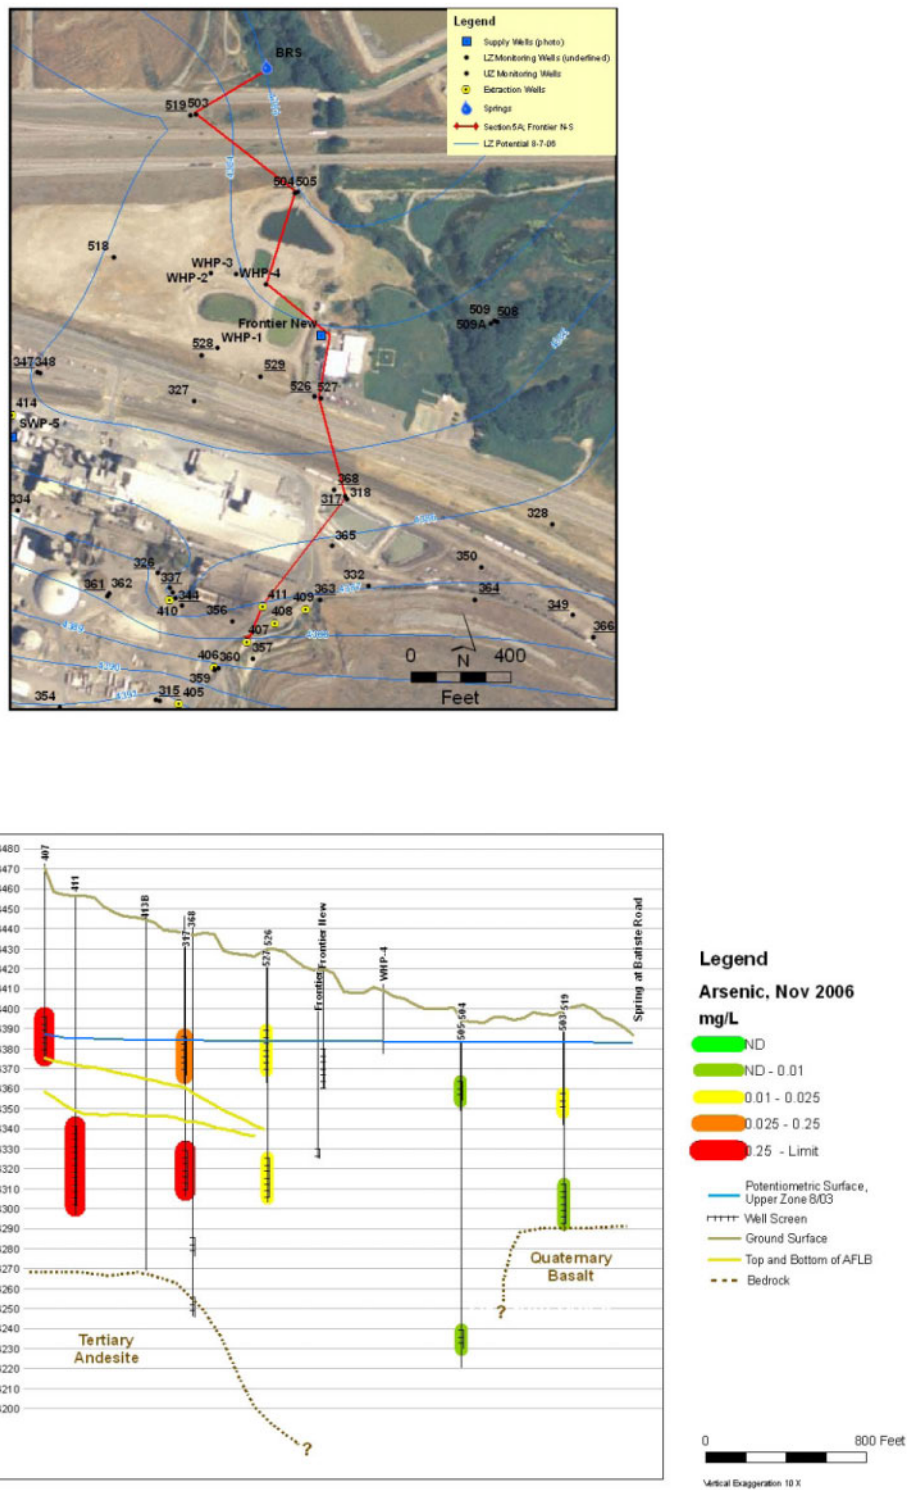 Legend
Supply Wells (photo)
LZ Monitoring Wells (underlined)
UZ Monitoring Wells
Extraction Wells
Springs
Section 5A; Frontier N-S
LZ Potential 8-7-06
BRS
519 503
504 505
518
WHP-3
WHP-2 WHP-4
Frontier New
509 508
509A
WHP-1
528
529
347 348
526 527
327
414
SWP-5
368
317 318
334
328
365
350
326
332
337
361 362
364
344
411 409 363
410
408
349
356
407
366
4389
4388
406 360
357
359
4390
4391
315 405
354
0 N 400
Feet
407
411
413B
317 368
527 526
Frontier
Frontier New
WHP-4
505 504
503 519
Spring at Batiste Road
Quaternary
Basalt
?
Tertiary
Andesite
?
Legend
Arsenic, Nov 2006
mg/L
ND
ND - 0.01
0.01 - 0.025
0.025 - 0.25
0.25 - Limit
Potentiometric Surface,
Upper Zone 8/03
Well Screen
Ground Surface
Top and Bottom of AFLB
Bedrock
0 800 Feet
Vertical Exaggeration 10 X